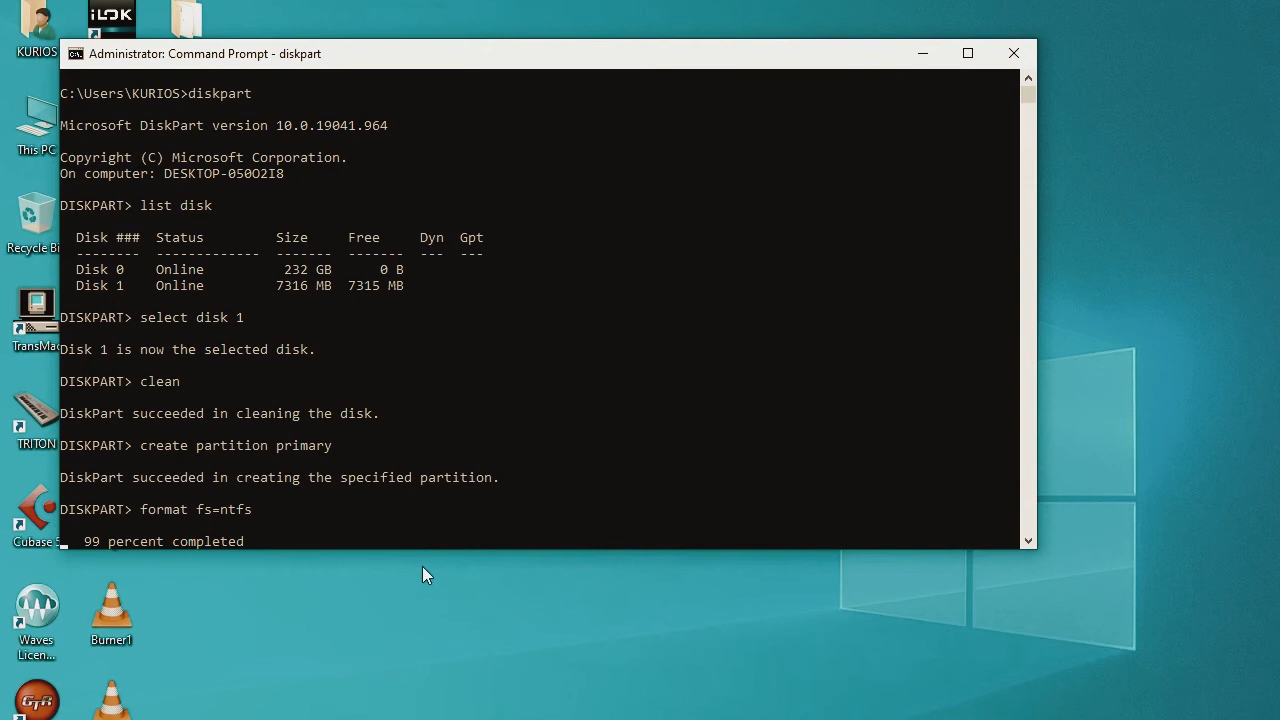 iLOK
KURIOS
Administrator: Command Prompt - diskpart
C:\Users\KURIOS>diskpart
Microsoft DiskPart version 10.0.19041.964
Copyright (C) Microsoft Corporation.
On computer: DESKTOP-050O2I8
DISKPART> list disk
Disk ### Status Size Free Dyn Gpt
-------- ------------- ------- ------- --- ---
Disk 0 Online 232 GB 0 B
Disk 1 Online 7316 MB 7315 MB
DISKPART> select disk 1
Disk 1 is now the selected disk.
DISKPART> clean
DiskPart succeeded in cleaning the disk.
DISKPART> create partition primary
DiskPart succeeded in creating the specified partition.
DISKPART> format fs=ntfs
99 percent completed
This PC
Recycle Bi
TransMac
TRITON
Cubase 5
Waves
Licen...
Burner1
GTR